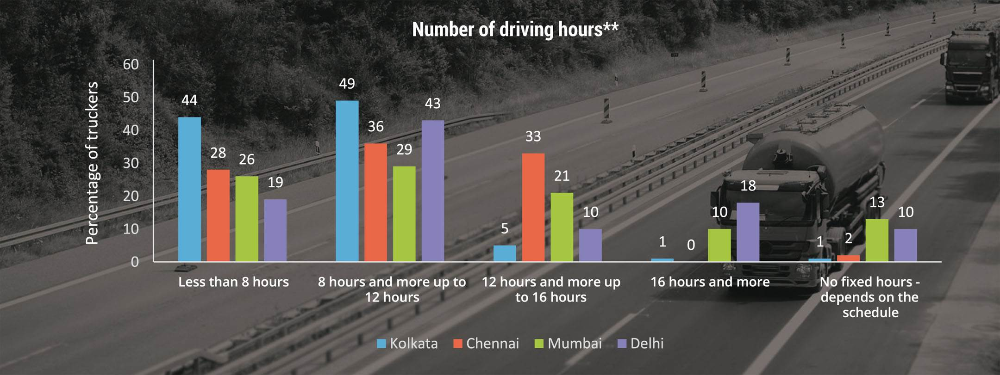 Number of driving hours**
Percentage of truckers
60
50
40
30
20
10
0
44
28
26
19
49
36
29
43
5
33
21
10
1
0
10
18
1
2
13
10
Less than 8 hours
8 hours and more up to
12 hours
12 hours and more up
to 16 hours
16 hours and more
No fixed hours -
depends on the
schedule
Kolkata Chennai Mumbai Delhi